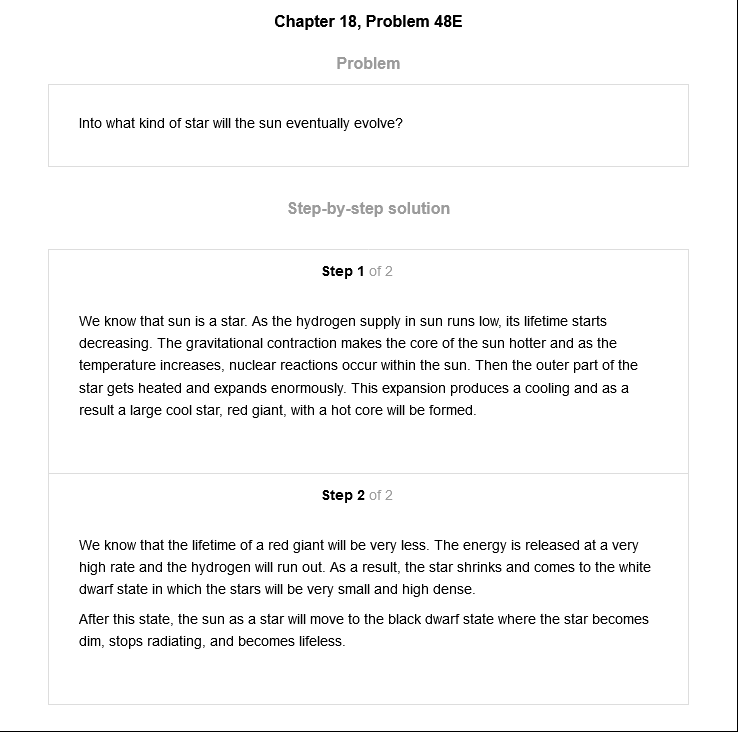 Chapter 18, Problem 48E
Problem
Into what kind of star will the sun eventually evolve?
Step-by-step solution
Step 1 of 2
We know that sun is a star. As the hydrogen supply in sun runs low, its lifetime starts
decreasing. The gravitational contraction makes the core of the sun hotter and as the
temperature increases, nuclear reactions occur within the sun. Then the outer part of the
star gets heated and expands enormously. This expansion produces a cooling and as a
result a large cool star, red giant, with a hot core will be formed.
Step 2 of 2
We know that the lifetime of a red giant will be very less. The energy is released at a very
high rate and the hydrogen will run out. As a result, the star shrinks and comes to the white
dwarf state in which the stars will be very small and high dense.
After this state, the sun as a star will move to the black dwarf state where the star becomes
dim, stops radiating, and becomes lifeless.